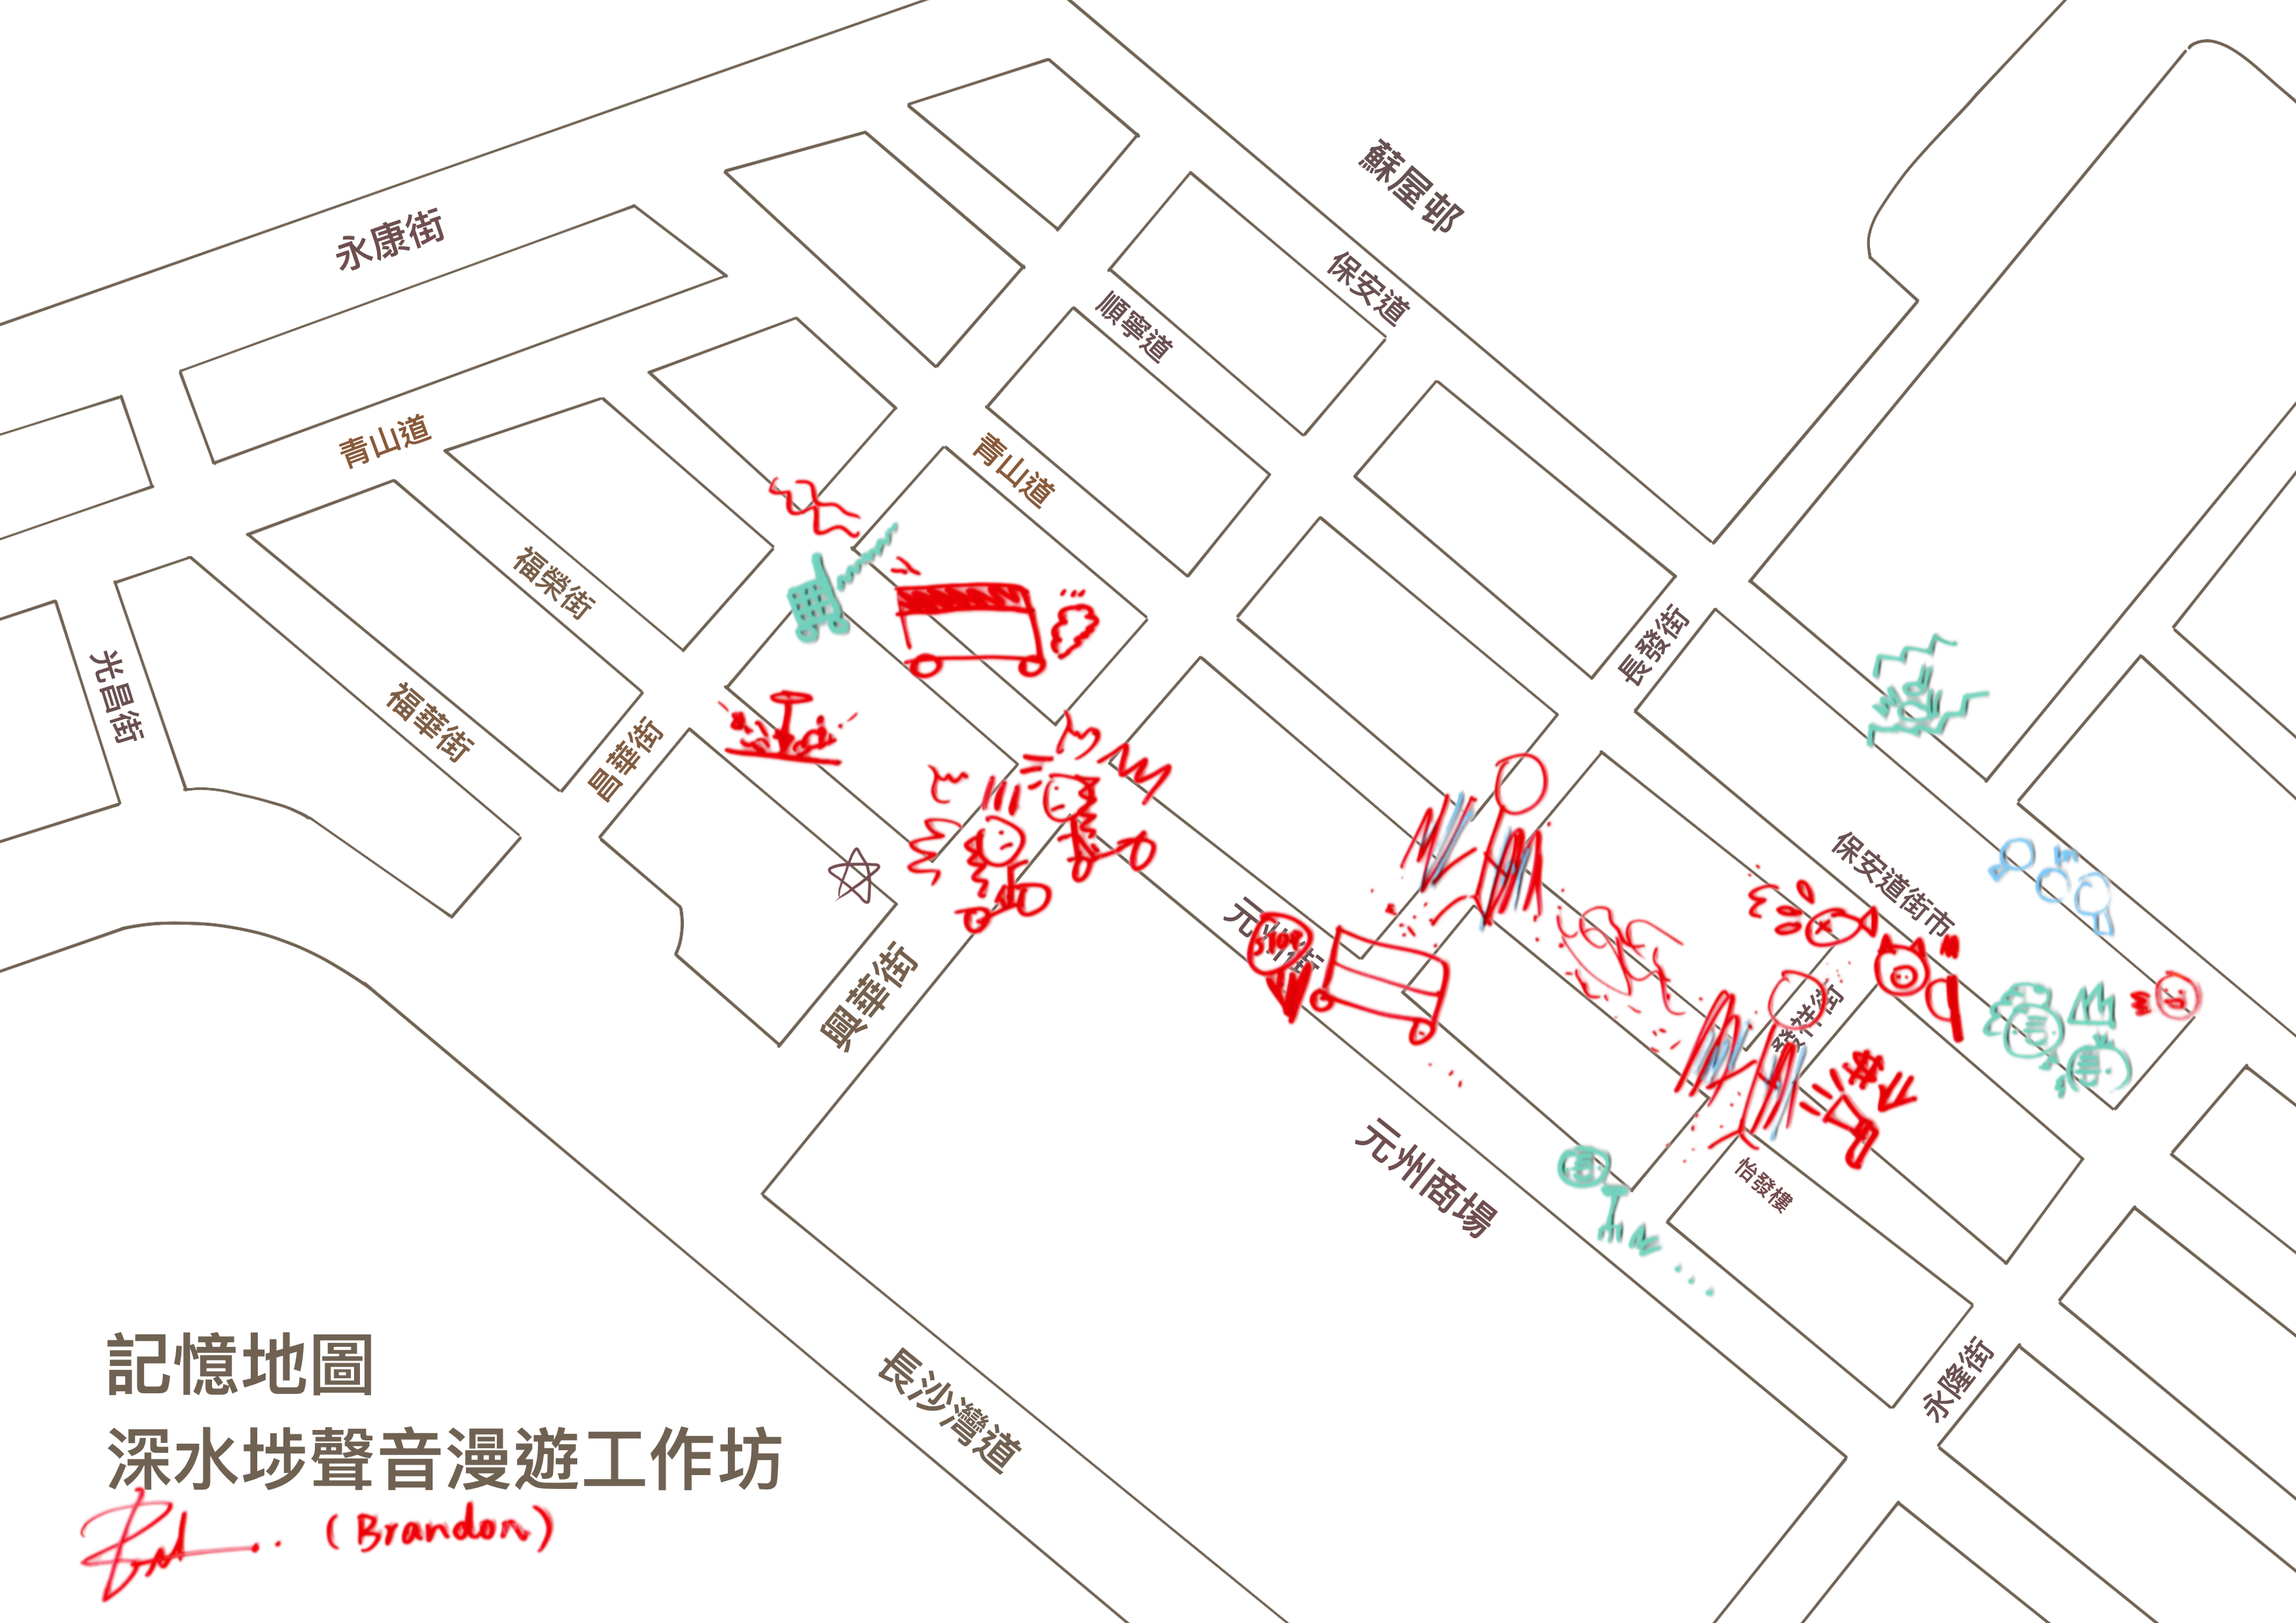 蘇屋邨
永康街
保安道
順寧道
青山道
青山道
福榮街
光昌街
福華街
昌華街
長發街
保安道街市
元州街
STOP
興華街
發祥街
元州商場
怡發樓
永隆街
長沙灣道
記憶地圖
深水埗聲音漫游工作坊
(Brandon)